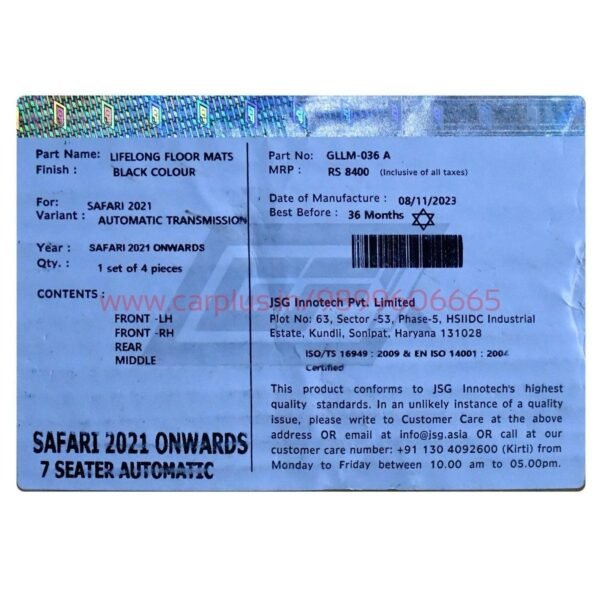 Part Name: LIFELONG FLOOR MATS
Finish : BLACK COLOUR
For: SAFARI 2021
Variant : AUTOMATIC TRANSMISSION
Year : SAFARI 2021 ONWARDS
Qty. : 1 set of 4 pieces
CONTENTS :
FRONT -LH
FRONT -RH
REAR
MIDDLE
SAFARI 2021 ONWARDS
7 SEATER AUTOMATIC
Part No: GLLM-036 A
MRP : RS 8400 (Inclusive of all taxes)
Date of Manufacture : 08/11/2023
Best Before : 36 Months
www.carplus.in/9899606665
JSG Innotech Pvt. Limited
Plot No: 63, Sector -53, Phase-5, HSIIDC Industrial
Estate, Kundli, Sonipat, Haryana 131028
ISO/TS 16949 : 2009 & EN ISO 14001 : 2004
Certified
This product conforms to JSG Innotech's highest
quality standards. In an unlikely instance of a quality
issue, please write to Customer Care at the above
address OR email at info@jsg.asia OR call at our
customer care number: +91 130 4092600 (Kirti) from
Monday to Friday between 10.00 am to 05.00pm.